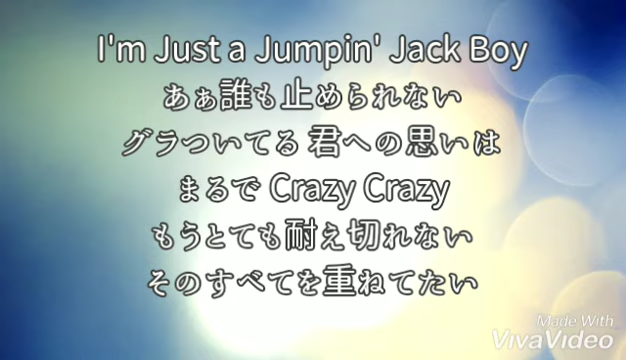 I'm Just a Jumpin' Jack Boy
あぁ誰も止められない
グラついてる 君への思いは
まるで Crazy Crazy
もうとても耐え切れない
そのすべてを重ねてたい
Made With
VivaVideo